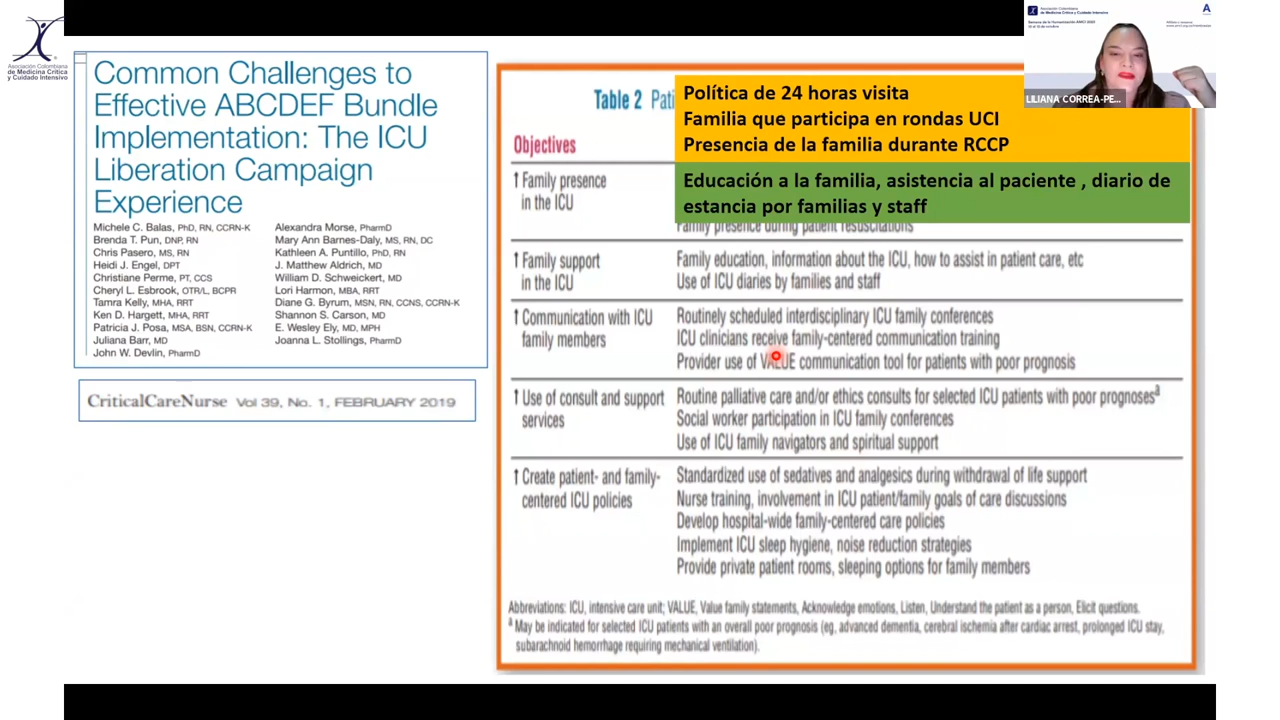 Asociación Colombiana
de Medicina Crítica
y Cuidado Intensivo
Common Challenges to
Effective ABCDEF Bundle
Implementation: The ICU
Liberation Campaign
Experience
Michele C. Balas, PhD, RN, CCRN-K
Brenda T. Pun, DNP, RN
Chris Pasero, MS, RN
Heidi J. Engel, DPT
Christiane Perme, PT, CCS
Cheryl L. Esbrook, OTR/L, BCPR
Tamra Kelly, MHA, RRT
Ken D. Hargett, MHA, RRT
Patricia J. Posa, MSA, BSN, CCRN-K
Juliana Barr, MD
John W. Devlin, PharmD
Alexandra Morse, PharmD
Mary Ann Barnes-Daly, MS, RN, DC
Kathleen A. Puntillo, PhD, RN
J. Matthew Aldrich, MD
William D. Schweickert, MD
Lori Harmon, MBA, RRT
Diane G. Byrum, MSN, RN, CCNS, CCRN-K
Shannon S. Carson, MD
E. Wesley Ely, MD, MPH
Joanna L. Stollings, PharmD
CriticalCareNurse Vol 39, No. 1, FEBRUARY 2019
Table 2 Pati
Política de 24 horas visita
Familia que participa en rondas UCI
Presencia de la familia durante RCCP
Educación a la familia, asistencia al paciente , diario de
estancia por familias y staff
Objectives
↑ Family presence
in the ICU
Family presence during patient resuscitations
↑ Family support
in the ICU
Family education, information about the ICU, how to assist in patient care, etc
Use of ICU diaries by families and staff
↑ Communication with ICU
family members
Routinely scheduled interdisciplinary ICU family conferences
ICU clinicians receive family-centered communication training
Provider use of VALUE communication tool for patients with poor prognosis
↑ Use of consult and support
services
Routine palliative care and/or ethics consults for selected ICU patients with poor prognosesa
Social worker participation in ICU family conferences
Use of ICU family navigators and spiritual support
↑ Create patient- and family-
centered ICU policies
Standardized use of sedatives and analgesics during withdrawal of life support
Nurse training, involvement in ICU patient/family goals of care discussions
Develop hospital-wide family-centered care policies
Implement ICU sleep hygiene, noise reduction strategies
Provide private patient rooms, sleeping options for family members
Abbreviations: ICU, intensive care unit; VALUE, Value family statements, Acknowledge emotions, Listen, Understand the patient as a person, Elicit questions.
a May be indicated for selected ICU patients with an overall poor prognosis (eg, advanced dementia, cerebral ischemia after cardiac arrest, prolonged ICU stay,
subarachnoid hemorrhage requiring mechanical ventilation).
Asociación Colombiana
de Medicina Crítica y Cuidado Intensivo
LILIANA CORREA-PE...